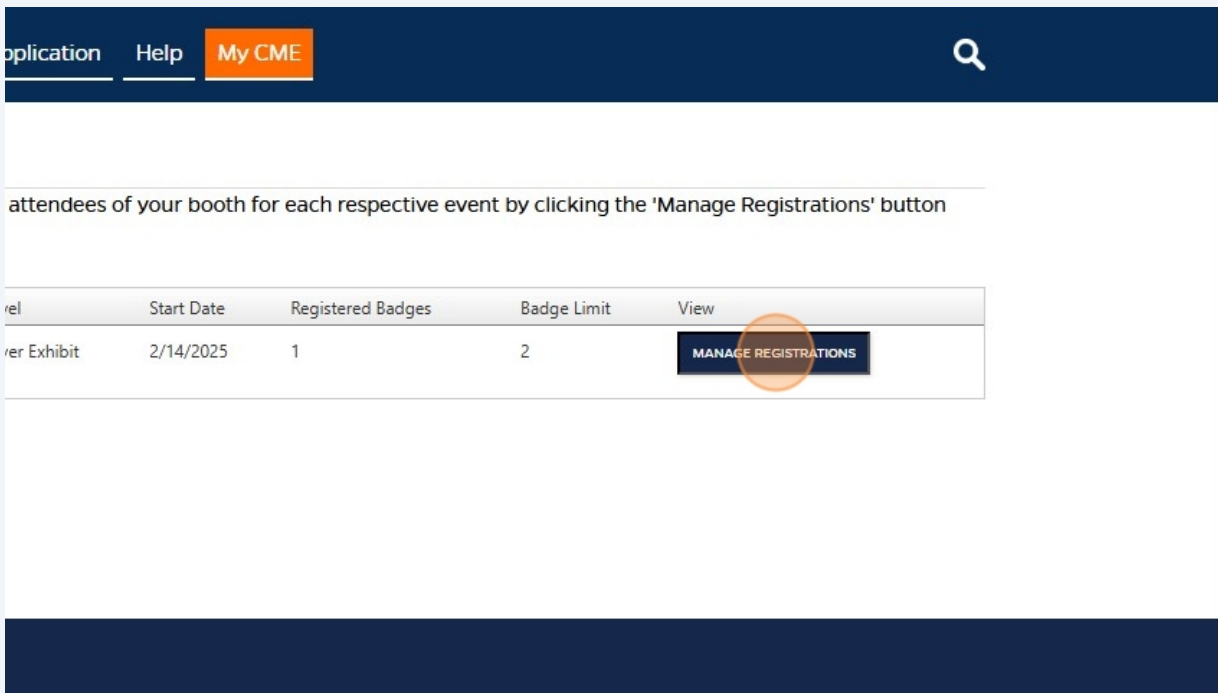 pplication Help My CME
attendees of your booth for each respective event by clicking the 'Manage Registrations' button
vel Start Date Registered Badges Badge Limit View
ver Exhibit 2/14/2025 1 2 MANAGE REGISTRATIONS